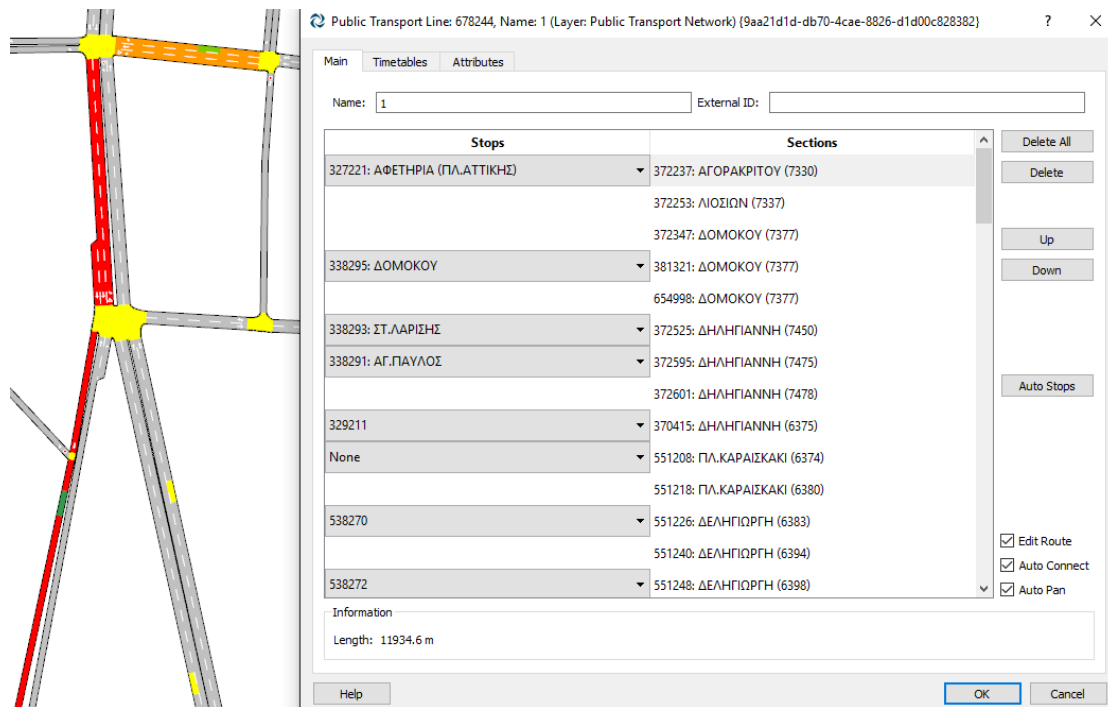 Public Transport Line: 678244, Name: 1 (Layer: Public Transport Network) {9aa21d1d-db70-4cae-8826-d1d00c828382}
? ×
Main Timetables Attributes
Name: 1 External ID:
Stops Sections
327221: ΑΦΕΤΗΡΙΑ (ΠΛ.ΑΤΤΙΚΗΣ) 372237: ΑΓΟΡΑΚΡΙΤΟΥ (7330)
372253: ΛΙΟΣΙΩΝ (7337)
372347: ΔΟΜΟΚΟΥ (7377)
338295: ΔΟΜΟΚΟΥ 381321: ΔΟΜΟΚΟΥ (7377)
654998: ΔΟΜΟΚΟΥ (7377)
338293: ΣΤ.ΛΑΡΙΣΗΣ 372525: ΔΗΛΗΓΙΑΝΝΗ (7450)
338291: ΑΓ.ΠΑΥΛΟΣ 372595: ΔΗΛΗΓΙΑΝΝΗ (7475)
372601: ΔΗΛΗΓΙΑΝΝΗ (7478)
329211 370415: ΔΗΛΗΓΙΑΝΝΗ (6375)
None 551208: ΠΛ.ΚΑΡΑΙΣΚΑΚΙ (6374)
551218: ΠΛ.ΚΑΡΑΙΣΚΑΚΙ (6380)
538270 551226: ΔΕΛΗΓΙΩΡΓΗ (6383)
551240: ΔΕΛΗΓΙΩΡΓΗ (6394)
538272 551248: ΔΕΛΗΓΙΩΡΓΗ (6398)
Delete All
Delete
Up
Down
Auto Stops
Edit Route
Auto Connect
Auto Pan
Information
Length: 11934.6 m
Help OK Cancel